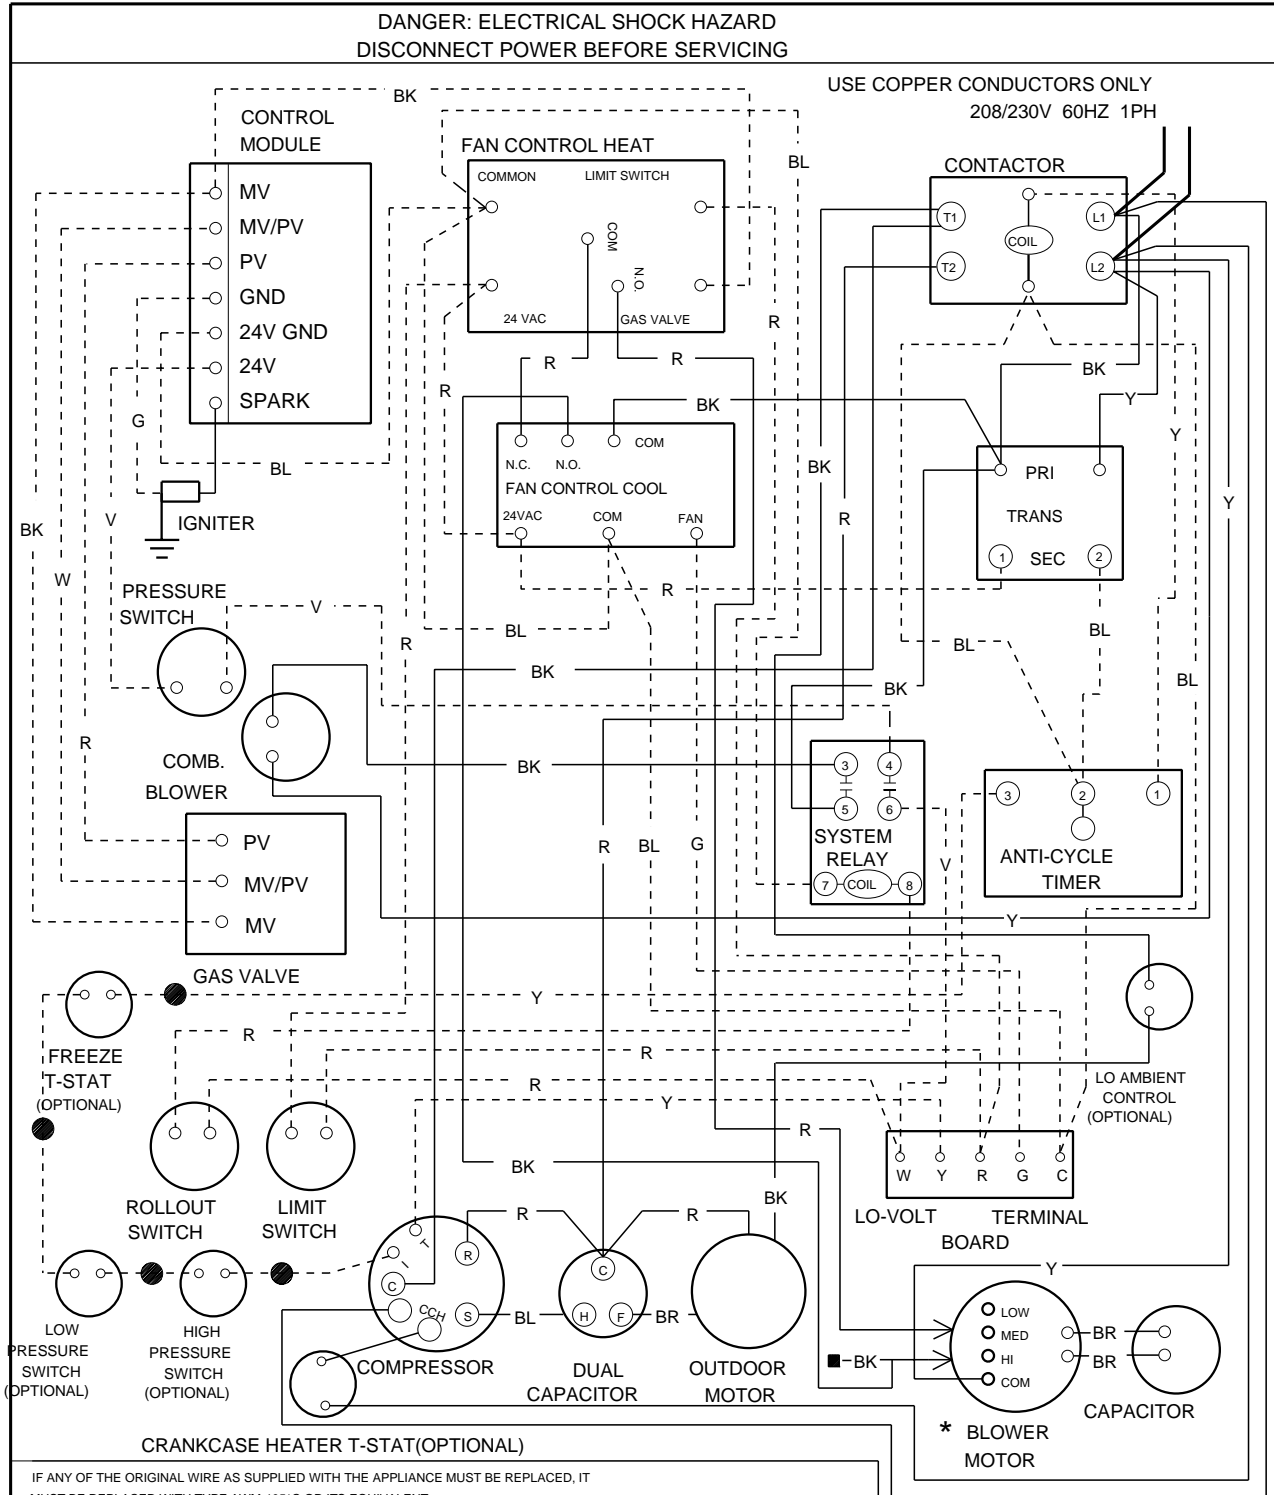 DANGER: ELECTRICAL SHOCK HAZARD
DISCONNECT POWER BEFORE SERVICING
USE COPPER CONDUCTORS ONLY
208/230V 60HZ 1PH
BK
CONTROL
MODULE
MV
MV/PV
PV
GND
24V GND
24V
SPARK
G
BL
IGNITER
BK
V
W
R
FAN CONTROL HEAT
COMMON
LIMIT SWITCH
COM
N.O.
24 VAC
GAS VALVE
BL
R
R
R
R
CONTACTOR
T1
T2
COIL
L1
L2
BK
Y
Y
BK
COM
N.C.
N.O.
FAN CONTROL COOL
24VAC
COM
FAN
BK
R
Y
PRI
TRANS
1
SEC
2
R
BL
BL
BL
BL
PRESSURE
SWITCH
V
R
BK
BK
COMB.
BLOWER
BK
3
4
5
6
SYSTEM
RELAY
7
COIL
8
V
3
2
1
ANTI-CYCLE
TIMER
R
BL
G
Y
PV
MV/PV
MV
GAS VALVE
Y
FREEZE
T-STAT
(OPTIONAL)
R
R
R
Y
LO AMBIENT
CONTROL
(OPTIONAL)
R
W
Y
R
G
C
LO-VOLT
TERMINAL
BOARD
ROLLOUT
SWITCH
LIMIT
SWITCH
BK
BK
R
R
T
I
R
C
CCH
S
COMPRESSOR
BL
C
H
F
DUAL
CAPACITOR
BR
OUTDOOR
MOTOR
LOW
PRESSURE
SWITCH
(OPTIONAL)
HIGH
PRESSURE
SWITCH
(OPTIONAL)
Y
LOW
MED
HI
COM
BK
BR
BR
CAPACITOR
* BLOWER
MOTOR
CRANKCASE HEATER T-STAT(OPTIONAL)
IF ANY OF THE ORIGINAL WIRE AS SUPPLIED WITH THE APPLIANCE MUST BE REPLACED, IT